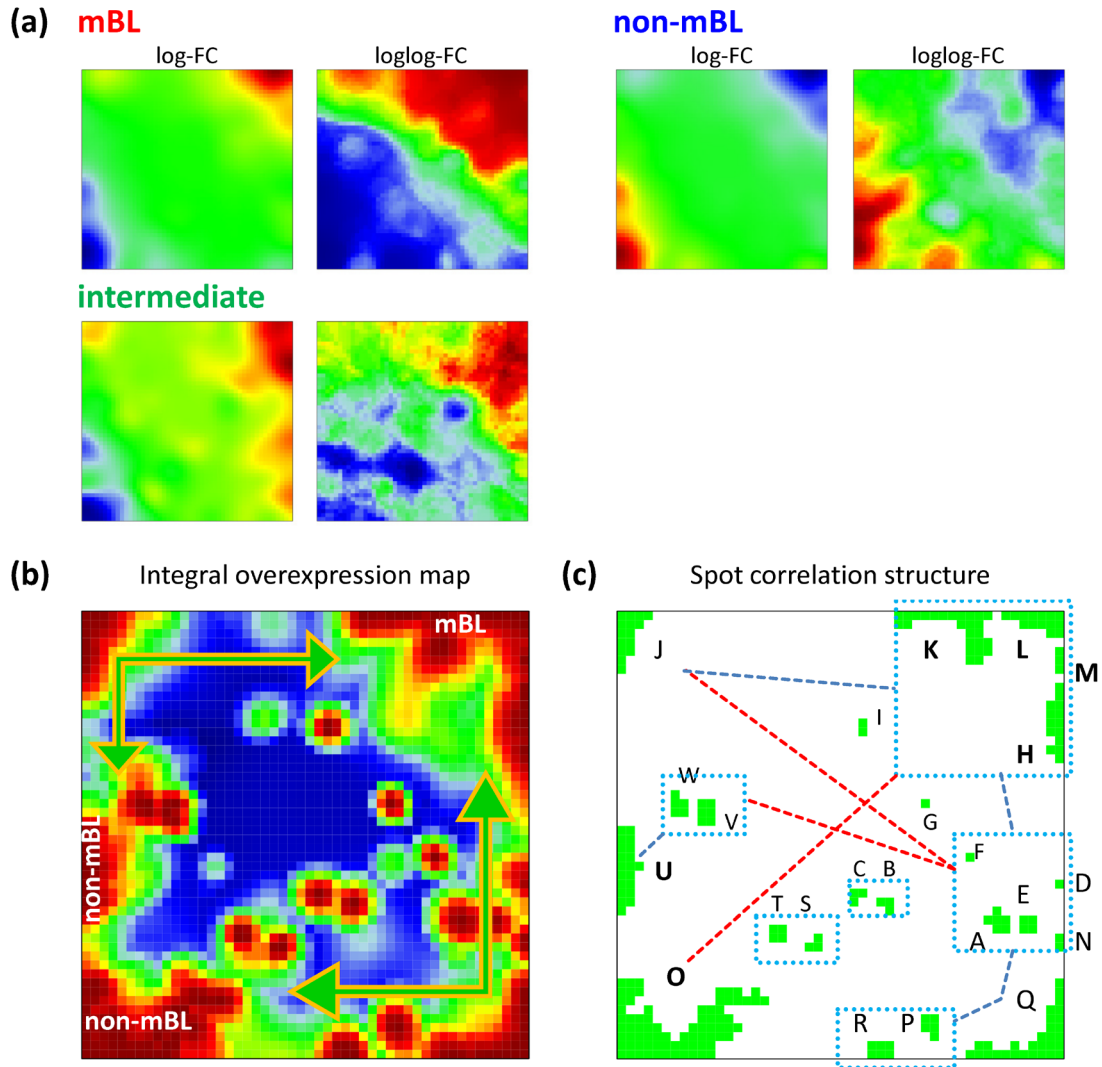 (a) mBL non-mBL
log-FC loglog-FC log-FC loglog-FC
intermediate
(b) Integral overexpression map (c) Spot correlation structure
mBL
non-mBL
non-mBL
J K L M
I
H
W
V G
U F
C B D
T S E
A N
O
Q
R P